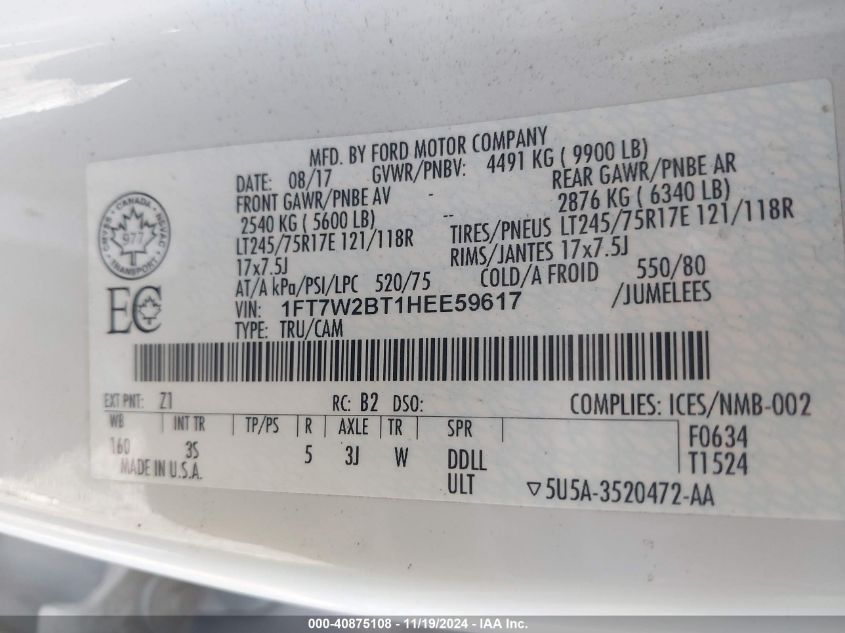 MFD. BY FORD MOTOR COMPANY
DATE: 08/17 GVWR/PNBV: 4491 KG ( 9900 LB)
FRONT GAWR/PNBE AV - REAR GAWR/PNBE AR
2540 KG ( 5600 LB) -- 2876 KG ( 6340 LB)
LT245/75R17E 121/118R TIRES/PNEUS LT245/75R17E 121/118R
17x7.5J RIMS/JANTES 17x7.5J
AT/A kPa/PSI/LPC 520/75 COLD/A FROID 550/80
VIN: 1FT7W2BT1HEE59617 /JUMELEES
TYPE: TRU/CAM
CANADA
977
TRANSPORT
EC
EXT PNT: Z1 RC: B2 DSO: COMPLIES: ICES/NMB-002
WB INT TR TP/PS R AXLE TR SPR F0634
160 3S 5 3J W DDLL T1524
MADE IN U.S.A. ULT ▽5U5A-3520472-AA
000-40875108 - 11/19/2024 - IAA Inc.